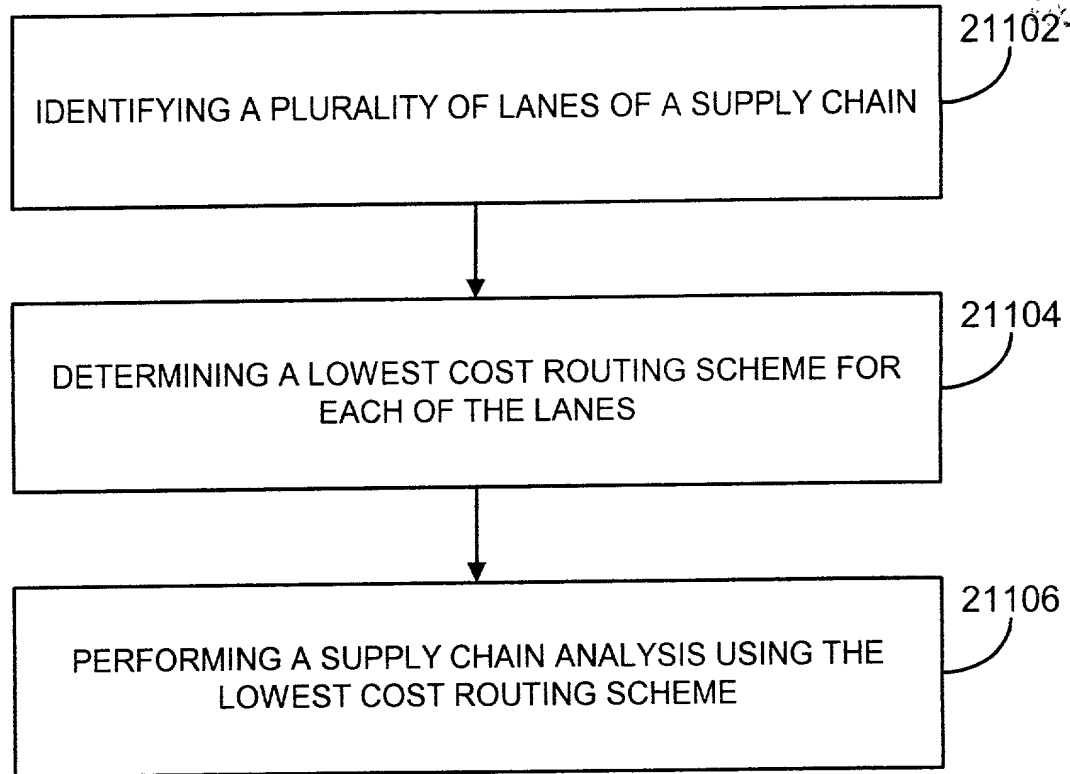 21102
IDENTIFYING A PLURALITY OF LANES OF A SUPPLY CHAIN
21104
DETERMINING A LOWEST COST ROUTING SCHEME FOR
EACH OF THE LANES
21106
PERFORMING A SUPPLY CHAIN ANALYSIS USING THE
LOWEST COST ROUTING SCHEME